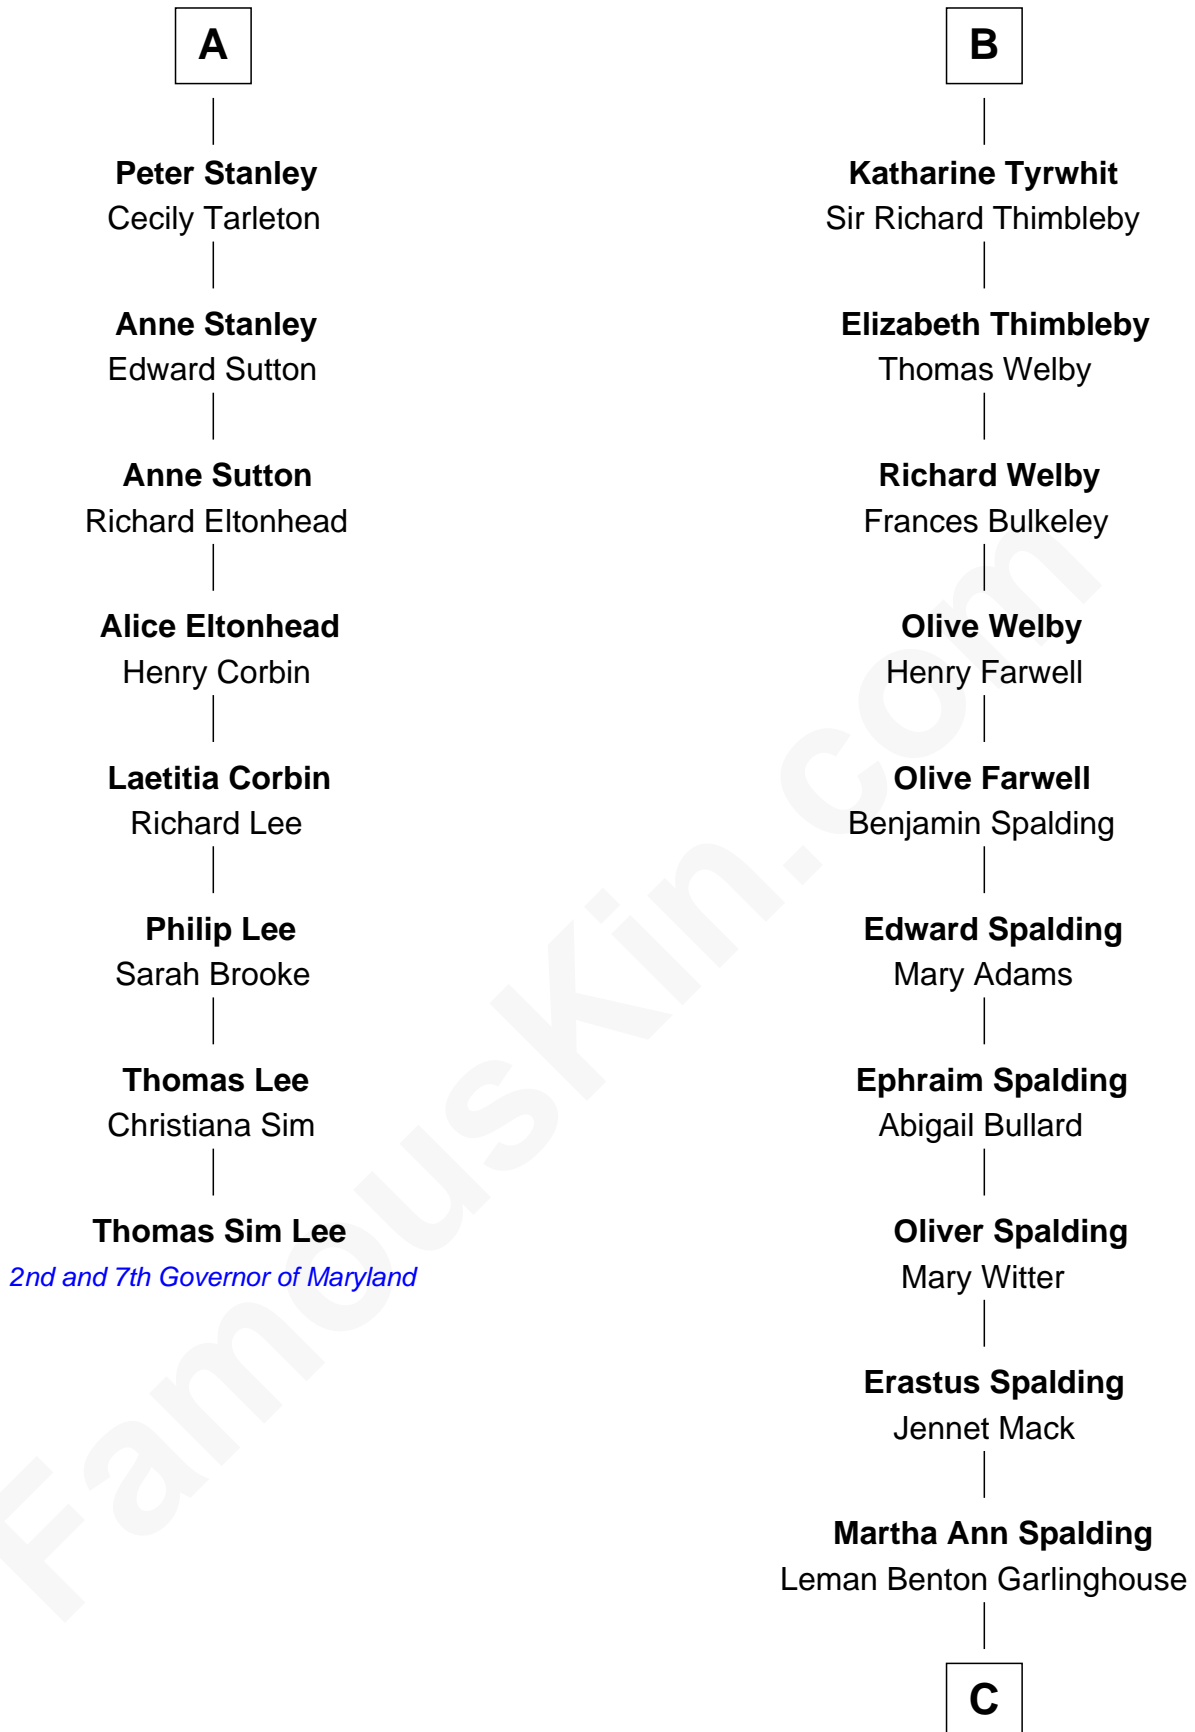 A
Peter Stanley
Cecily Tarleton
Anne Stanley
Edward Sutton
Anne Sutton
Richard Eltonhead
Alice Eltonhead
Henry Corbin
Laetitia Corbin
Richard Lee
Philip Lee
Sarah Brooke
Thomas Lee
Christiana Sim
Thomas Sim Lee
2nd and 7th Governor of Maryland
B
Katharine Tyrwhit
Sir Richard Thimbleby
Elizabeth Thimbleby
Thomas Welby
Richard Welby
Frances Bulkeley
Olive Welby
Henry Farwell
Olive Farwell
Benjamin Spalding
Edward Spalding
Mary Adams
Ephraim Spalding
Abigail Bullard
Oliver Spalding
Mary Witter
Erastus Spalding
Jennet Mack
Martha Ann Spalding
Leman Benton Garlinghouse
C
FamousKin.com